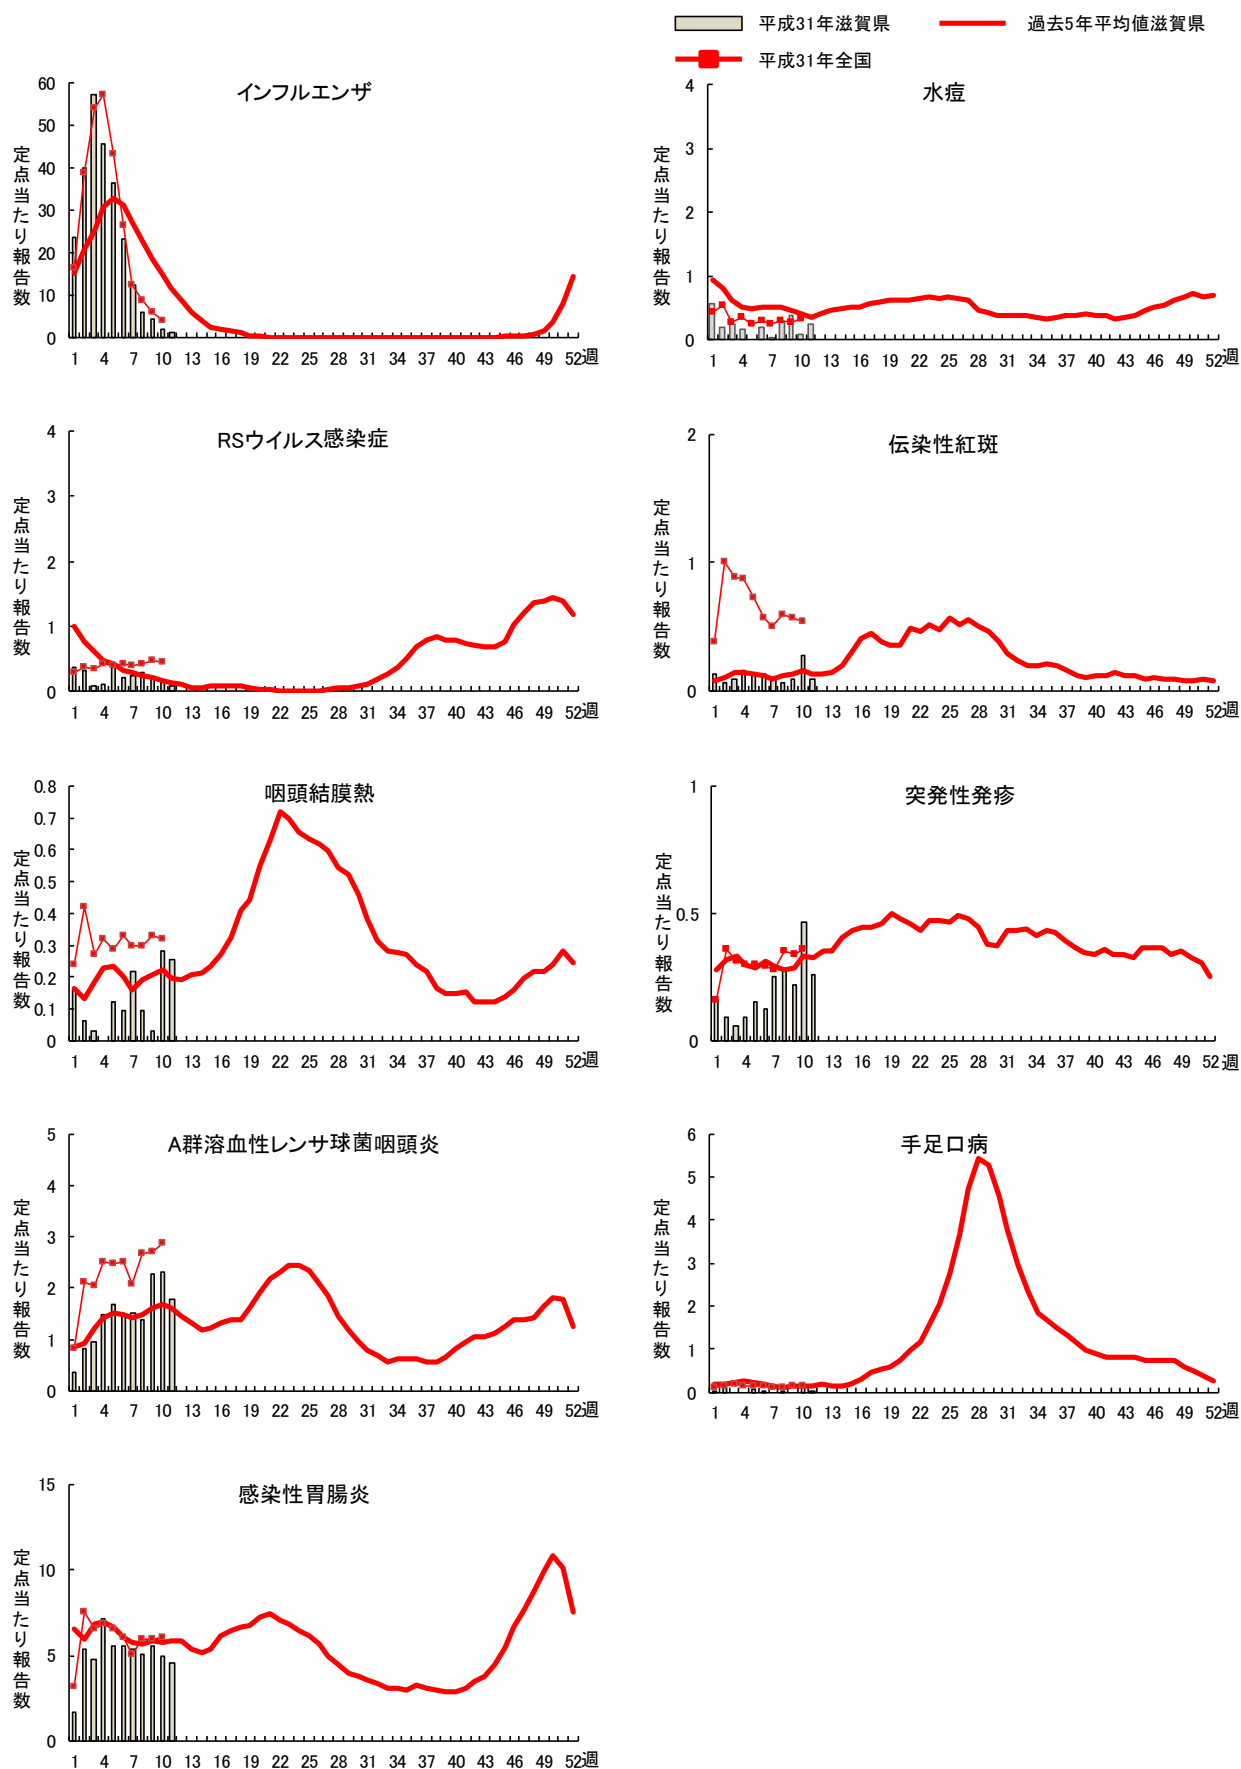 平成31年滋賀県
過去5年平均値滋賀県
平成31年全国
インフルエンザ
定点当たり報告数
60
50
40
30
20
10
0
1 4 7 10 13 16 19 22 25 28 31 34 37 40 43 46 49 52週
水痘
定点当たり報告数
4
3
2
1
0
1 4 7 10 13 16 19 22 25 28 31 34 37 40 43 46 49 52週
RSウイルス感染症
定点当たり報告数
4
3
2
1
0
1 4 7 10 13 16 19 22 25 28 31 34 37 40 43 46 49 52週
伝染性紅斑
定点当たり報告数
2
1
0
1 4 7 10 13 16 19 22 25 28 31 34 37 40 43 46 49 52週
咽頭結膜熱
定点当たり報告数
0.8
0.7
0.6
0.5
0.4
0.3
0.2
0.1
0
1 4 7 10 13 16 19 22 25 28 31 34 37 40 43 46 49 52週
突発性発疹
定点当たり報告数
1
0.5
0
1 4 7 10 13 16 19 22 25 28 31 34 37 40 43 46 49 52週
A群溶血性レンサ球菌咽頭炎
定点当たり報告数
5
4
3
2
1
0
1 4 7 10 13 16 19 22 25 28 31 34 37 40 43 46 49 52週
手足口病
定点当たり報告数
6
5
4
3
2
1
0
1 4 7 10 13 16 19 22 25 28 31 34 37 40 43 46 49 52週
感染性胃腸炎
定点当たり報告数
15
10
5
0
1 4 7 10 13 16 19 22 25 28 31 34 37 40 43 46 49 52週